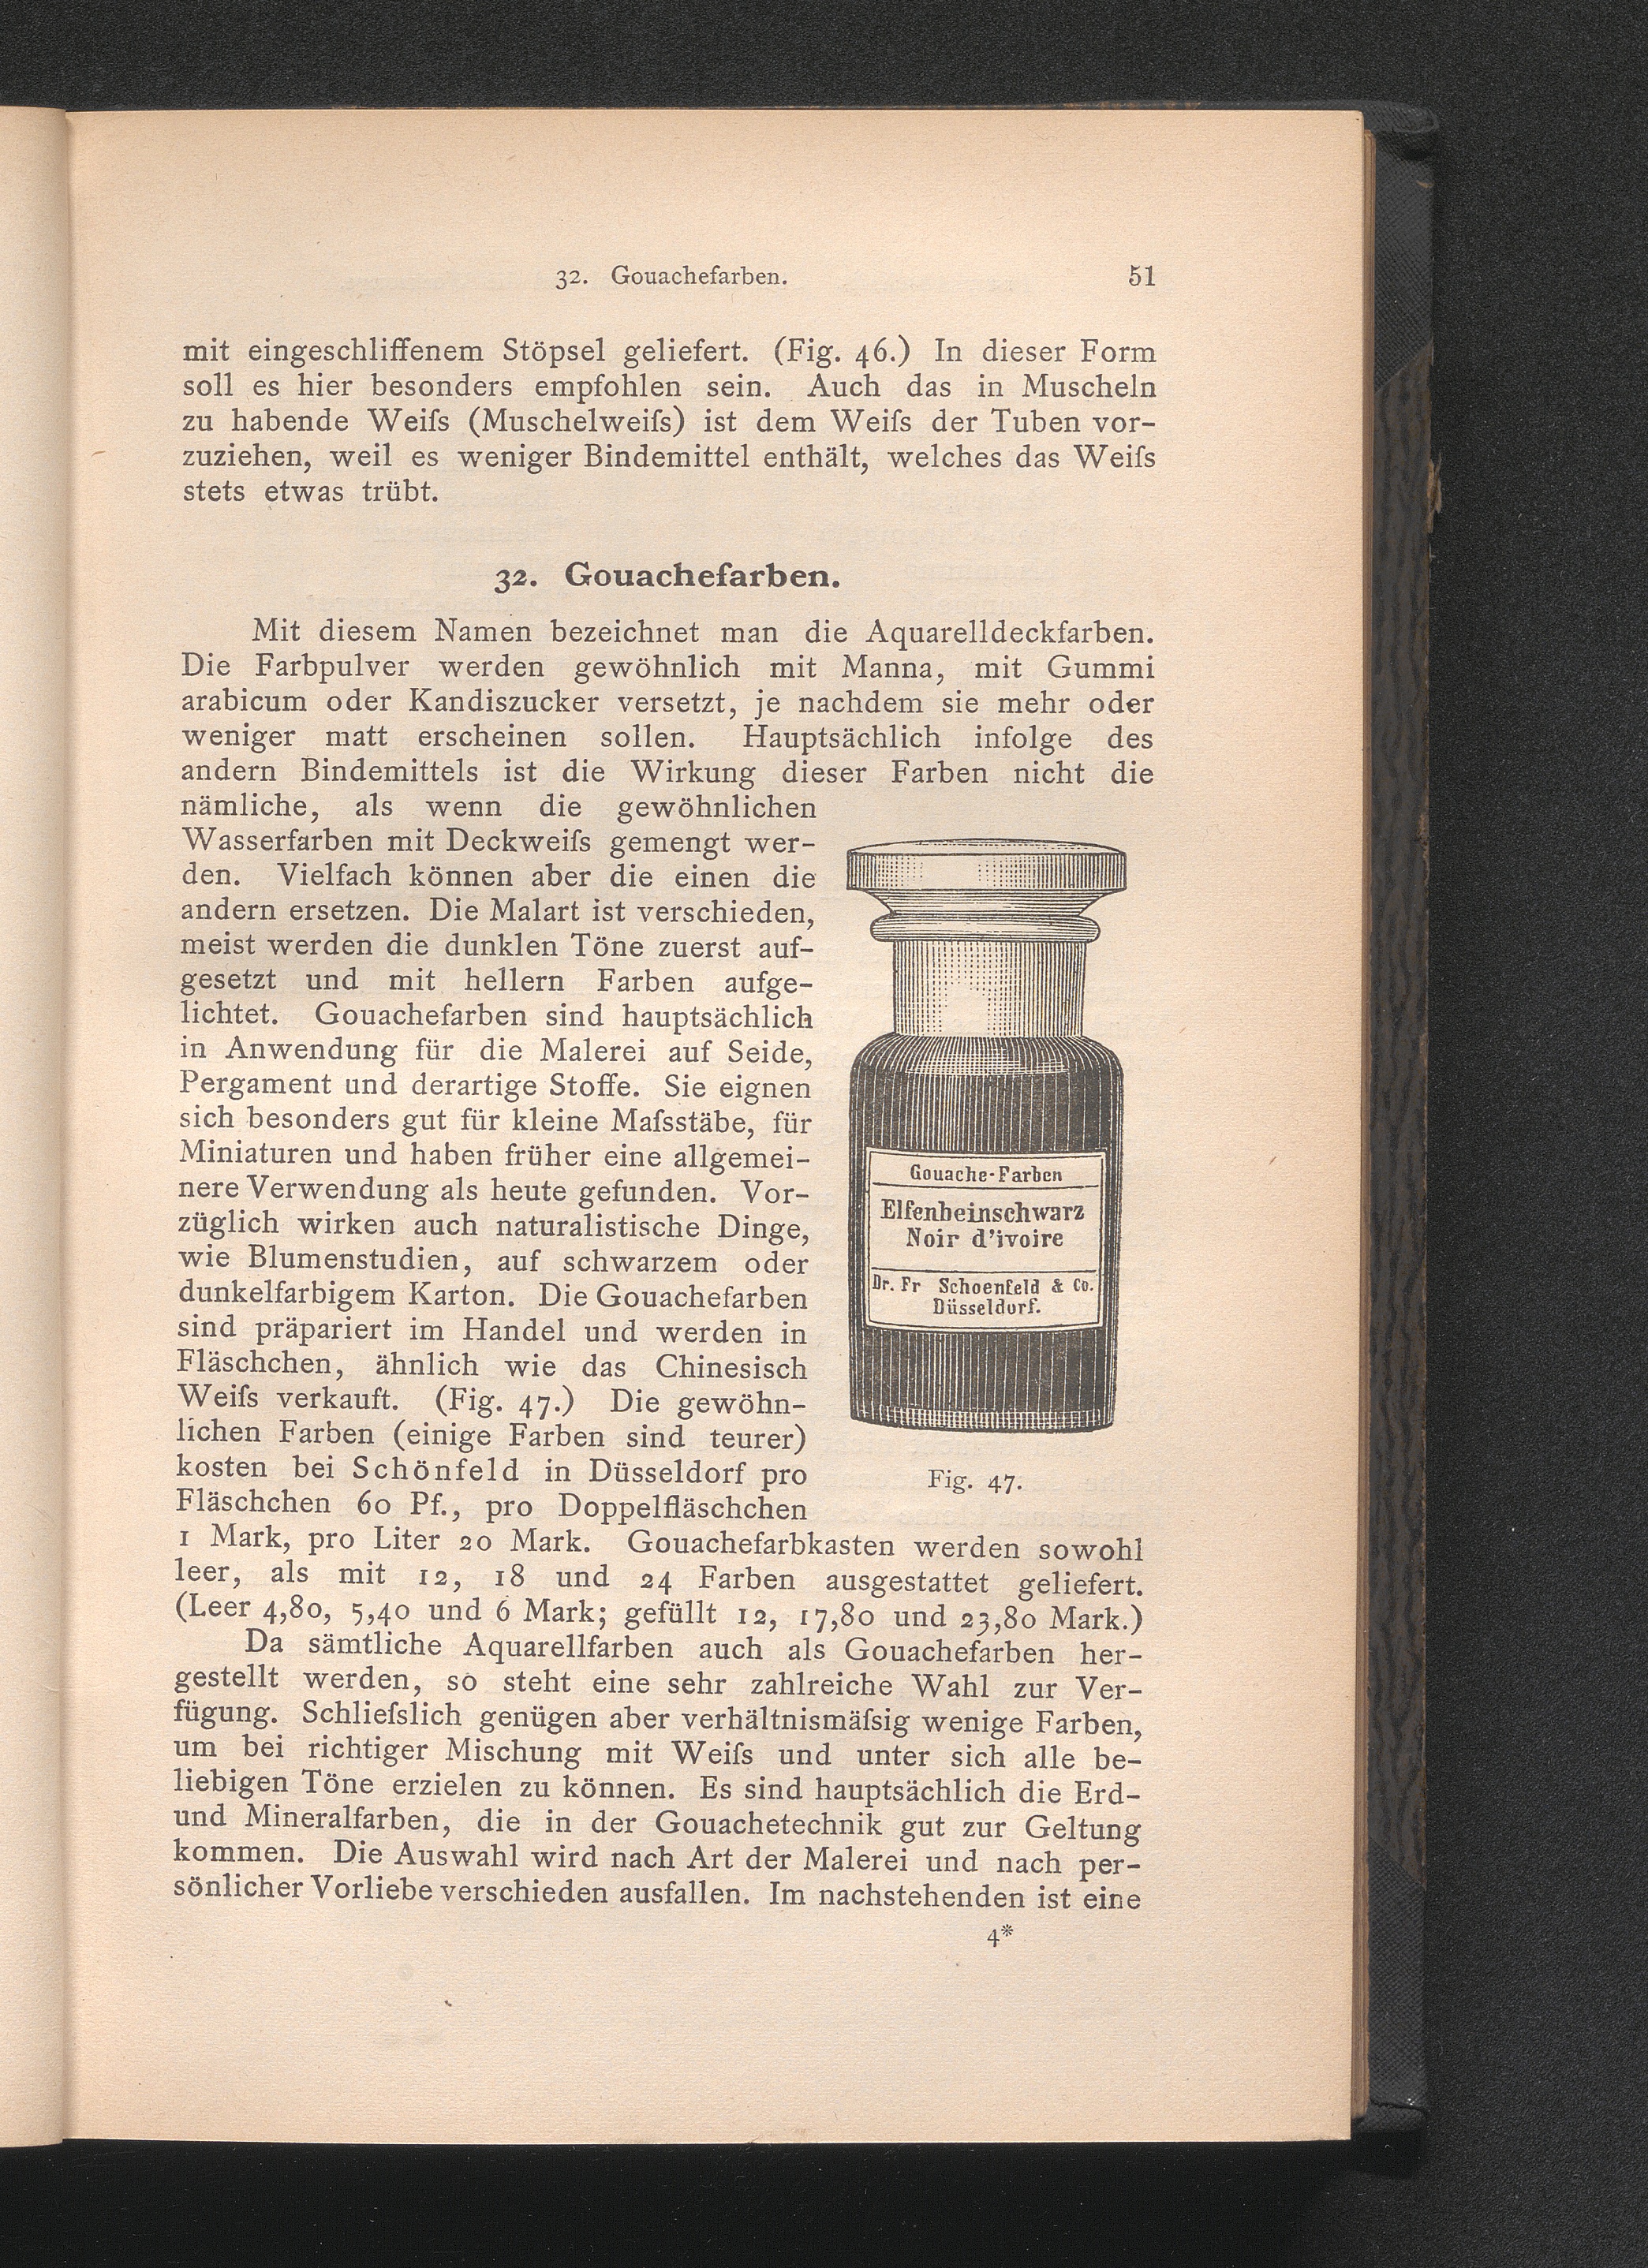 32. Gouachefarben. 51
mit eingeschliffenem Stöpsel geliefert. (Fig. 46.) In dieser Form
soll es hier besonders empfohlen sein. Auch das in Muscheln
zu habende Weiſs (Muschelweiſs) ist dem Weiſs der Tuben vor-
zuziehen, weil es weniger Bindemittel enthält, welches das Weiſs
stets etwas trübt.
32. Gouachefarben.
Mit diesem Namen bezeichnet man die Aquarelldeckfarben.
Die Farbpulver werden gewöhnlich mit Manna, mit Gummi
arabicum oder Kandiszucker versetzt, je nachdem sie mehr oder
weniger matt erscheinen sollen. Hauptsächlich infolge des
andern Bindemittels ist die Wirkung dieser Farben nicht die
nämliche, als wenn die gewöhnlichen
Wasserfarben mit Deckweiſs gemengt wer-
den. Vielfach können aber die einen die
andern ersetzen. Die Malart ist verschieden,
meist werden die dunklen Töne zuerst auf-
gesetzt und mit hellern Farben aufge-
lichtet. Gouachefarben sind hauptsächlich
in Anwendung für die Malerei auf Seide,
Pergament und derartige Stoffe. Sie eignen
sich besonders gut für kleine Maſsstäbe, für
Miniaturen und haben früher eine allgemei-
nere Verwendung als heute gefunden. Vor-
züglich wirken auch naturalistische Dinge,
wie Blumenstudien, auf schwarzem oder
dunkelfarbigem Karton. Die Gouachefarben
sind präpariert im Handel und werden in
Fläschchen, ähnlich wie das Chinesisch
Weiſs verkauft. (Fig. 47.) Die gewöhn-
lichen Farben (einige Farben sind teurer)
kosten bei Schönfeld in Düsseldorf pro
Fläschchen 60 Pf., pro Doppelfläschchen
1 Mark, pro Liter 20 Mark. Gouachefarbkasten werden sowohl
leer, als mit 12, 18 und 24 Farben ausgestattet geliefert.
(Leer 4,80, 5,40 und 6 Mark; gefüllt 12, 17,80 und 23,80 Mark.)
Da sämtliche Aquarellfarben auch als Gouachefarben her-
gestellt werden, so steht eine sehr zahlreiche Wahl zur Ver-
fügung. Schlieſslich genügen aber verhältnismäſsig wenige Farben,
um bei richtiger Mischung mit Weiſs und unter sich alle be-
liebigen Töne erzielen zu können. Es sind hauptsächlich die Erd-
und Mineralfarben, die in der Gouachetechnik gut zur Geltung
kommen. Die Auswahl wird nach Art der Malerei und nach per-
sönlicher Vorliebe verschieden ausfallen. Im nachstehenden ist eine
4*
Gouache-Farben
Elfenbeinschwarz
Noir d'ivoire
Dr. Fr Schoenfeld & Co.
Düsseldorf.
Fig. 47.